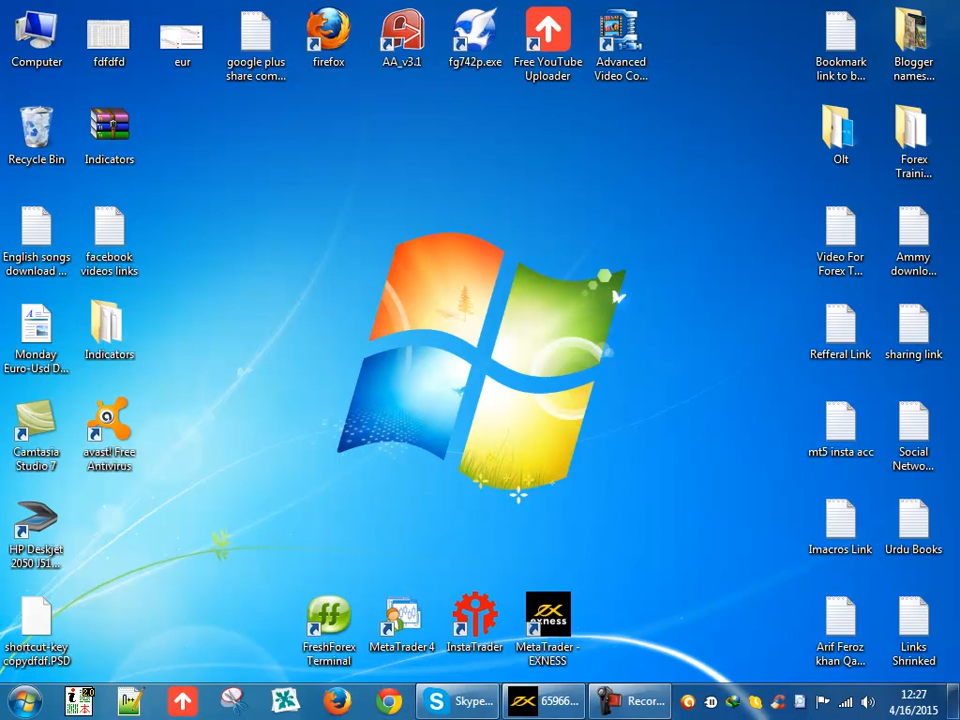 Computer
fdfdfd
eur
google plus
share com...
firefox
AA_v3.1
fg742p.exe
Free YouTube
Uploader
Advanced
Video Co...
Bookmark
link to b...
Blogger
names...
Recycle Bin
Indicators
Olt
Forex
Traini...
English songs
download ...
facebook
videos links
Video For
Forex T...
Ammy
downlo...
Monday
Euro-Usd D...
Indicators
Refferal Link
sharing link
Camtasia
Studio 7
avast! Free
Antivirus
mt5 insta acc
Social
Netwo...
HP Deskjet
2050 J51...
Imacros Link
Urdu Books
shortcut-key
copydfdf.PSD
ff
FreshForex
Terminal
MetaTrader 4
InstaTrader
exness
MetaTrader -
EXNESS
Arif Feroz
khan Qa...
Links
Shrinked
Skype...
65966...
Recor...
12:27
4/16/2015